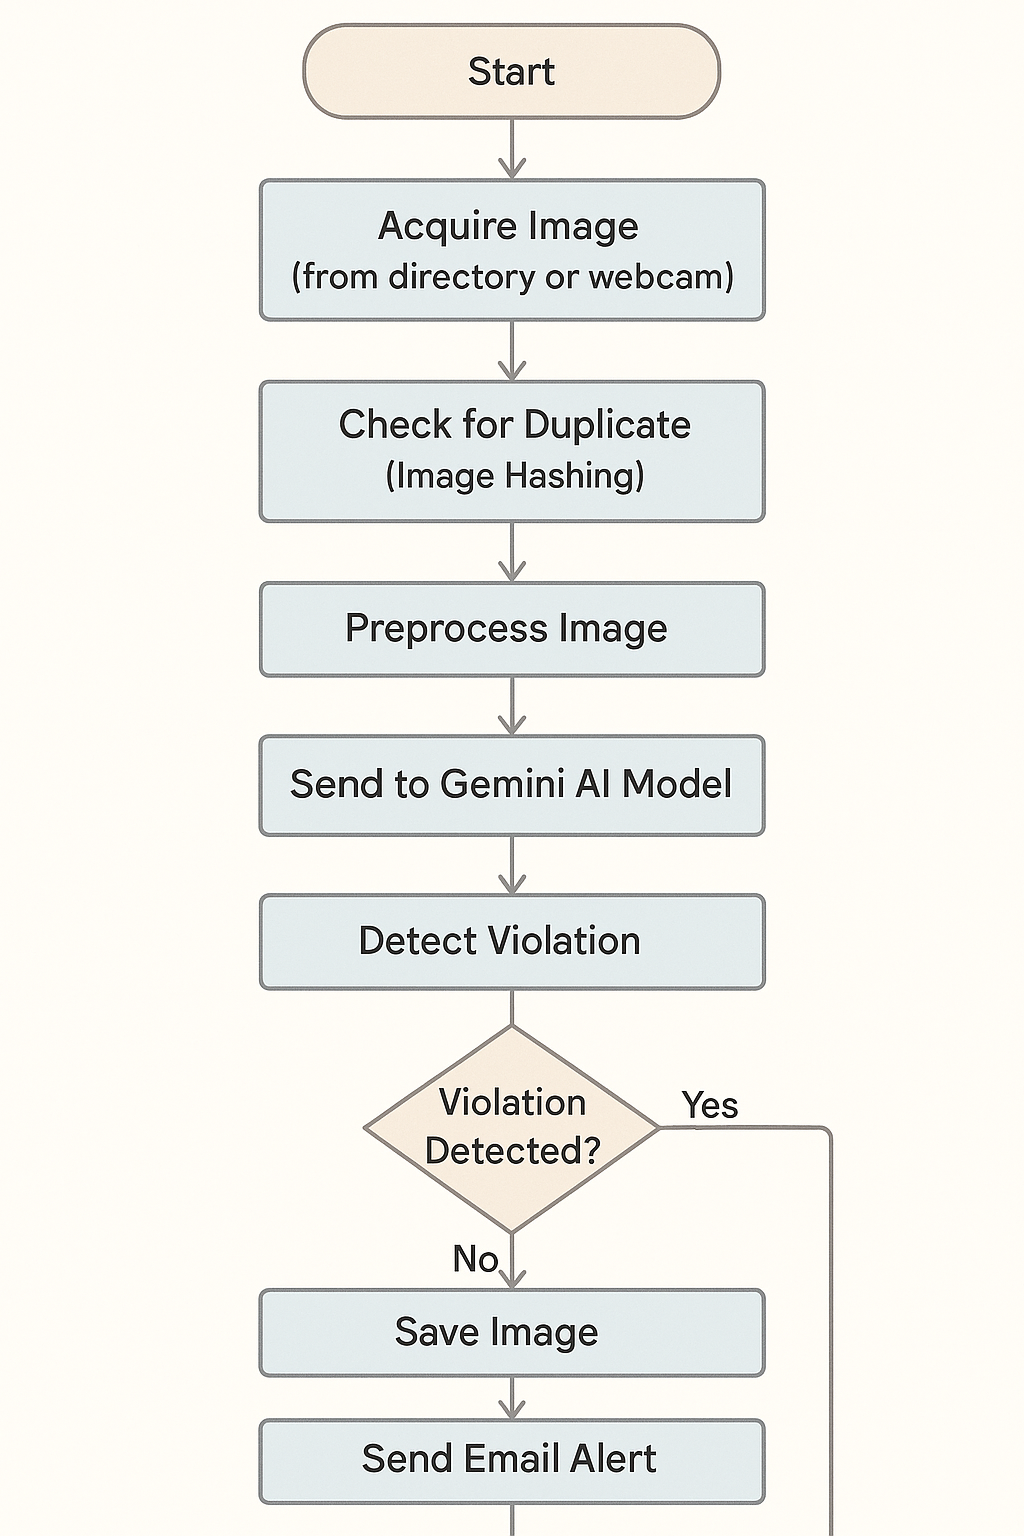 Start
Acquire Image
(from directory or webcam)
Check for Duplicate
(Image Hashing)
Preprocess Image
Send to Gemini AI Model
Detect Violation
Violation
Detected?
Yes
No
Save Image
Send Email Alert